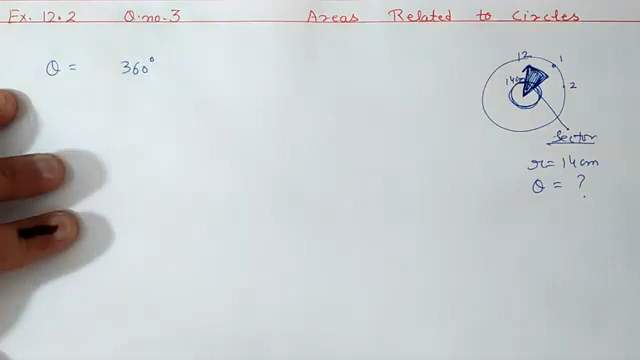 Ex. 12.2 Q.no.3 Areas Related to Circles
θ = 360°
12
1
14cm
2
Sector
r = 14cm
θ = ?